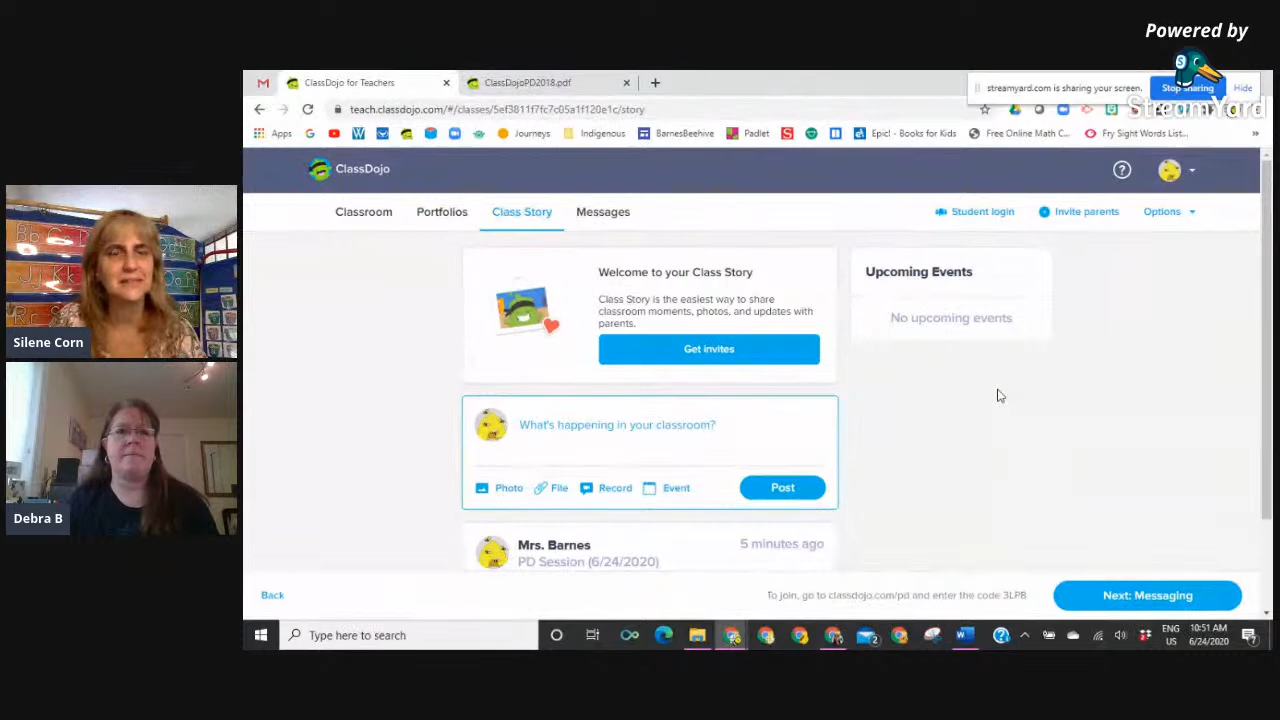 Powered by
StreamYard
ClassDojo for Teachers
ClassDojoPD2018.pdf
streamyard.com is sharing your screen.
Stop sharing
Hide
teach.classdojo.com/#/classes/5ef3811f7fc7c05a1f120e1c/story
Apps
Journeys
Indigenous
BarnesBeehive
Padlet
Epic! - Books for Kids
Free Online Math C...
Fry Sight Words List...
ClassDojo
Classroom
Portfolios
Class Story
Messages
Student login
Invite parents
Options
Welcome to your Class Story
Class Story is the easiest way to share
classroom moments, photos, and updates with
parents.
Get invites
Upcoming Events
No upcoming events
What's happening in your classroom?
Photo
File
Record
Event
Post
Mrs. Barnes
5 minutes ago
PD Session (6/24/2020)
Back
To join, go to classdojo.com/pd and enter the code 3LPB
Next: Messaging
Type here to search
ENG
US
10:51 AM
6/24/2020
Silene Corn
Debra B
Bb Cc
Jj Kk